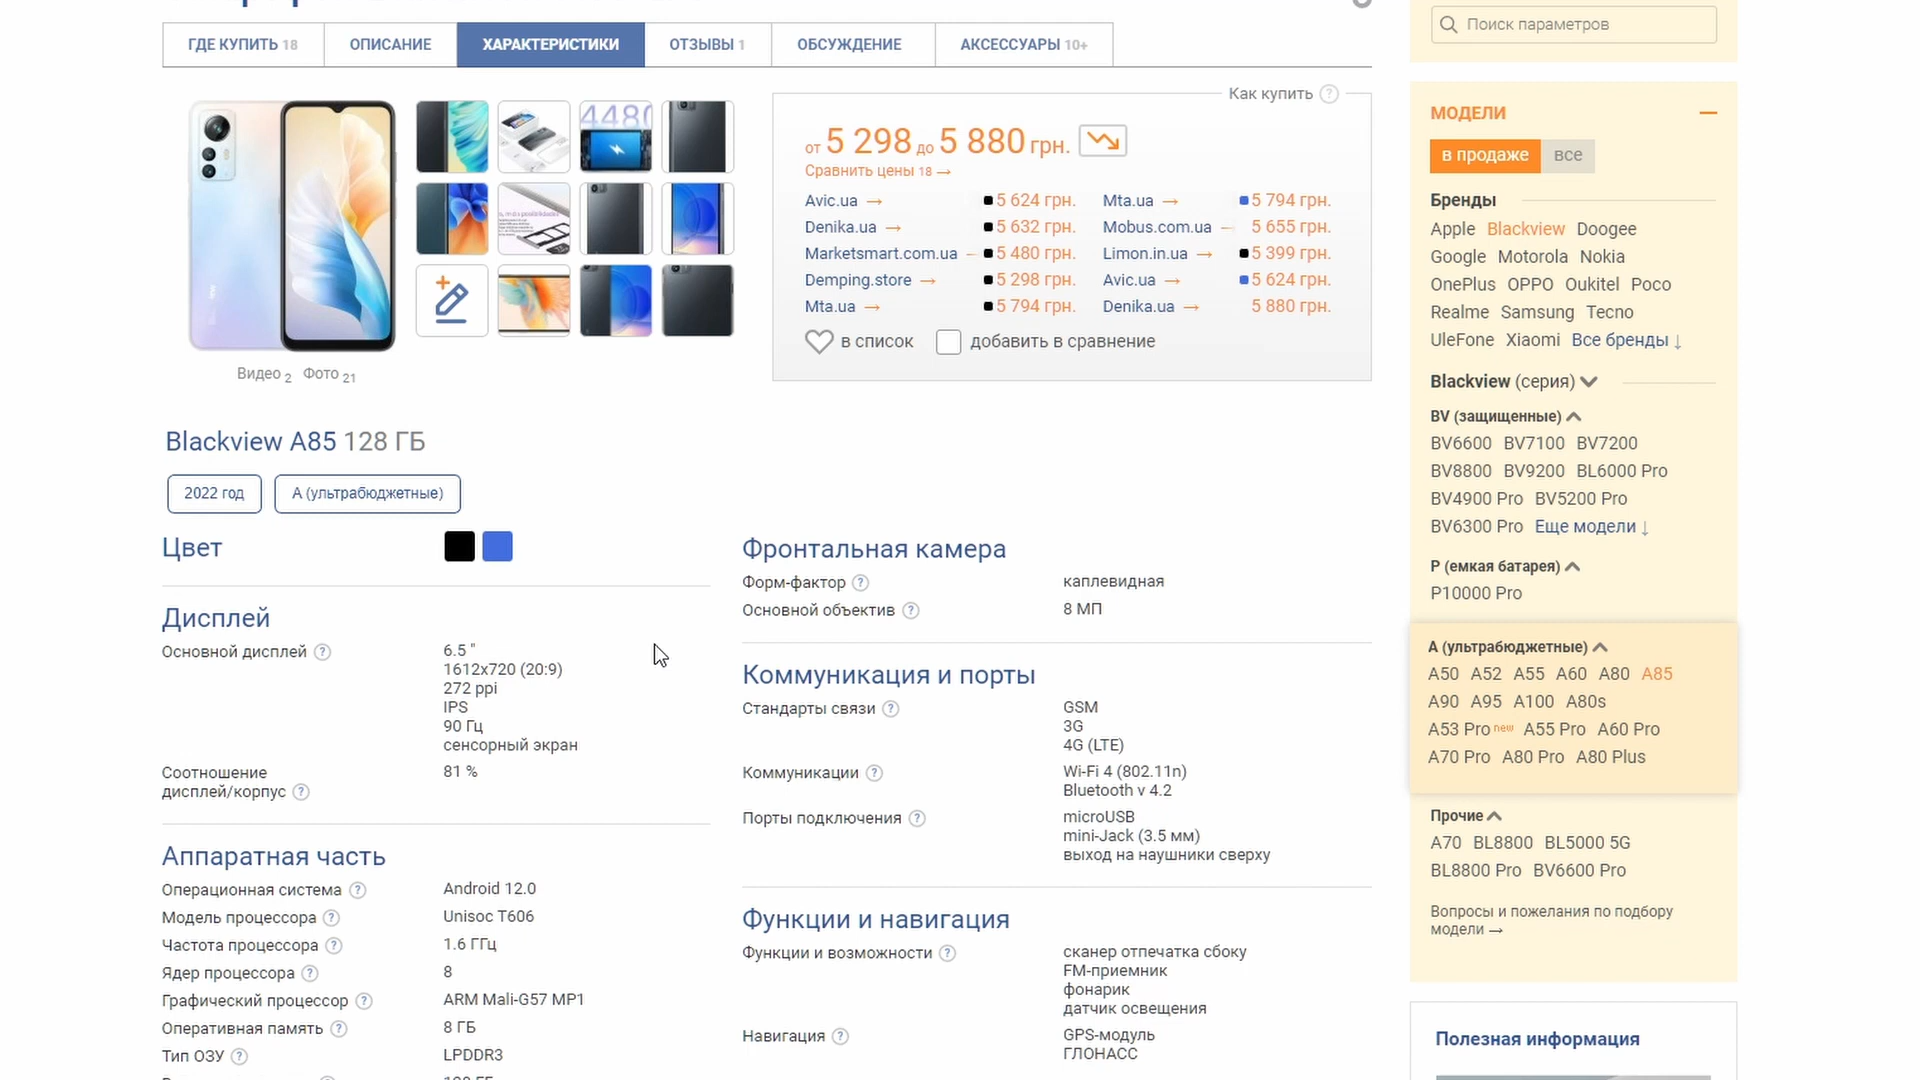 ГДЕ КУПИТЬ 18
ОПИСАНИЕ
ХАРАКТЕРИСТИКИ
ОТЗЫВЫ 1
ОБСУЖДЕНИЕ
АКСЕССУАРЫ 10+
4480
Видео 2 Фото 21
Как купить ?
от 5 298 до 5 880 грн.
Сравнить цены 18 →
Avic.ua → 5 624 грн.
Denika.ua → 5 632 грн.
Marketsmart.com.ua → 5 480 грн.
Demping.store → 5 298 грн.
Mta.ua → 5 794 грн.
Mta.ua → 5 794 грн.
Mobus.com.ua → 5 655 грн.
Limon.in.ua → 5 399 грн.
Avic.ua → 5 624 грн.
Denika.ua → 5 880 грн.
в список
добавить в сравнение
Blackview A85 128 ГБ
2022 год
A (ультрабюджетные)
Цвет
Дисплей
Основной дисплей ?
6.5 "
1612x720 (20:9)
272 ppi
IPS
90 Гц
сенсорный экран
Соотношение
дисплей/корпус ?
81 %
Аппаратная часть
Операционная система ? Android 12.0
Модель процессора ? Unisoc T606
Частота процессора ? 1.6 ГГц
Ядер процессора ? 8
Графический процессор ? ARM Mali-G57 MP1
Оперативная память ? 8 ГБ
Тип ОЗУ ? LPDDR3
Фронтальная камера
Форм-фактор ? каплевидная
Основной объектив ? 8 МП
Коммуникация и порты
Стандарты связи ? GSM
3G
4G (LTE)
Коммуникации ? Wi-Fi 4 (802.11n)
Bluetooth v 4.2
Порты подключения ? microUSB
mini-Jack (3.5 мм)
выход на наушники сверху
Функции и навигация
Функции и возможности ? сканер отпечатка сбоку
FM-приемник
фонарик
датчик освещения
Навигация ? GPS-модуль
ГЛОНАСС
Поиск параметров
МОДЕЛИ
в продаже все
Бренды
Apple Blackview Doogee
Google Motorola Nokia
OnePlus OPPO Oukitel Poco
Realme Samsung Tecno
UleFone Xiaomi Все бренды ↓
Blackview (серия)
BV (защищенные)
BV6600 BV7100 BV7200
BV8800 BV9200 BL6000 Pro
BV4900 Pro BV5200 Pro
BV6300 Pro Еще модели ↓
P (емкая батарея)
P10000 Pro
A (ультрабюджетные)
A50 A52 A55 A60 A80 A85
A90 A95 A100 A80s
A53 Pro new A55 Pro A60 Pro
A70 Pro A80 Pro A80 Plus
Прочие
A70 BL8800 BL5000 5G
BL8800 Pro BV6600 Pro
Вопросы и пожелания по подбору
модели →
Полезная информация